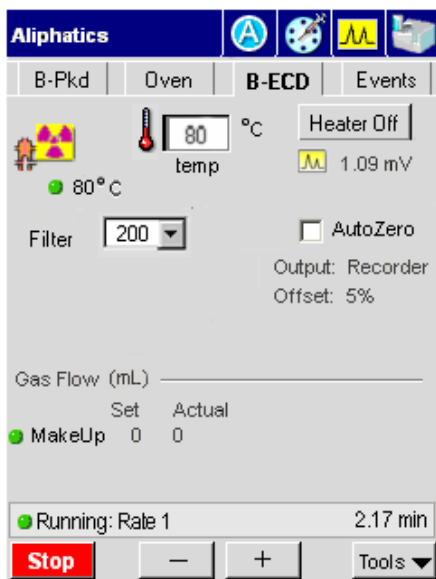 Aliphatics
A
B-Pkd Oven B-ECD Events
80 °C Heater Off
temp 1.09 mV
80° C
Filter 200 AutoZero
Output: Recorder
Offset: 5%
Gas Flow (mL)
Set Actual
MakeUp 0 0
Running: Rate 1 2.17 min
Stop − + Tools